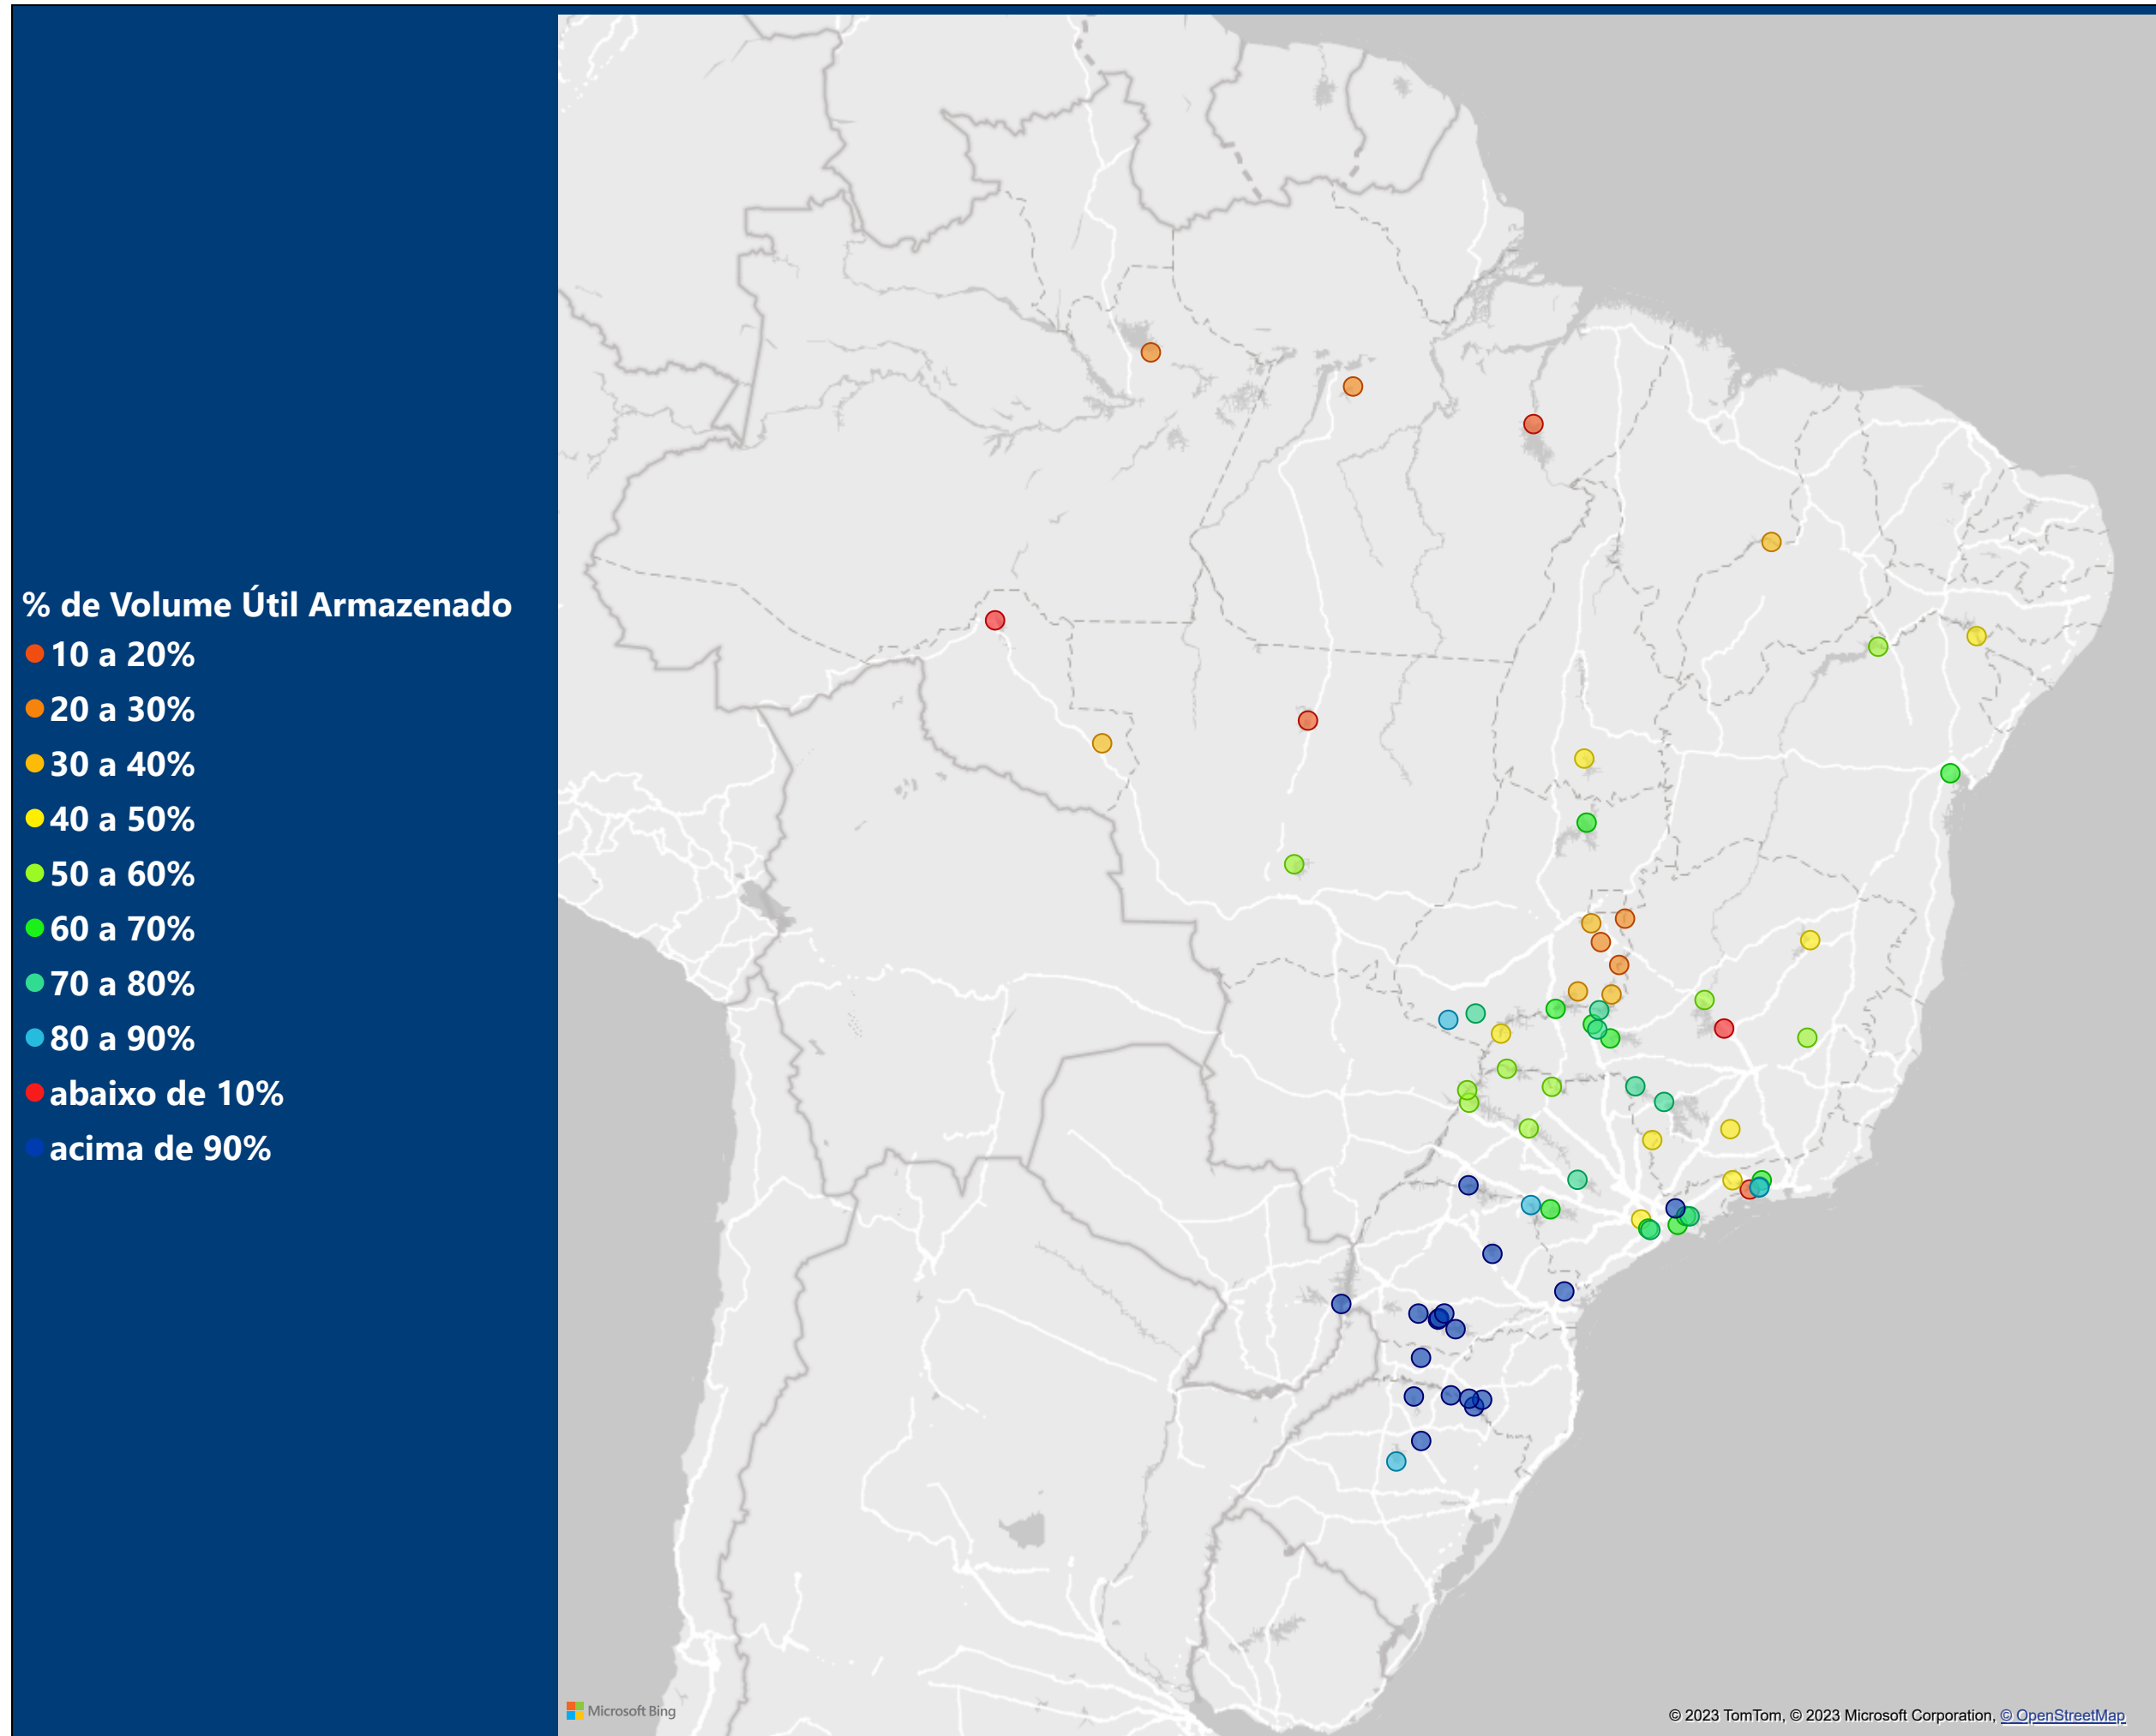 % de Volume Útil Armazenado
10 a 20%
20 a 30%
30 a 40%
40 a 50%
50 a 60%
60 a 70%
70 a 80%
80 a 90%
abaixo de 10%
acima de 90%
Microsoft Bing
© 2023 TomTom, © 2023 Microsoft Corporation, © OpenStreetMap